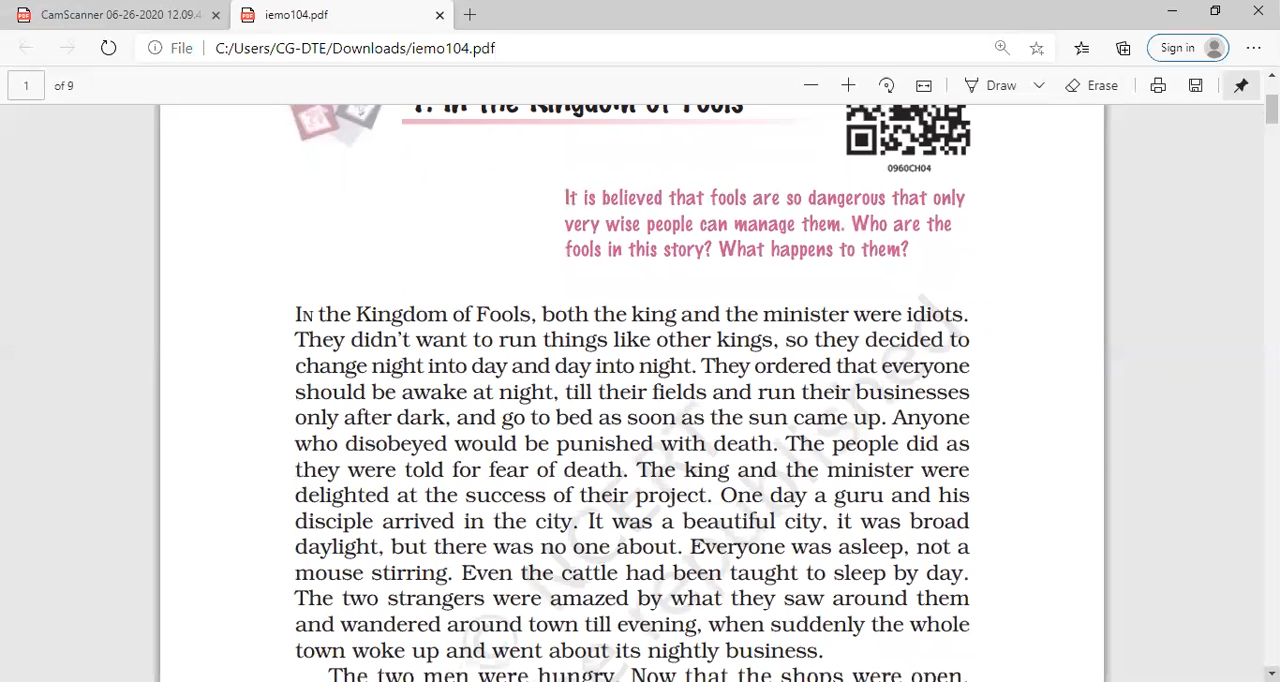 CamScanner 06-26-2020 12.09.4
iemo104.pdf
File
C:/Users/CG-DTE/Downloads/iemo104.pdf
Sign in
1 of 9
Draw
Erase
In the Kingdom of Fools
0960CH04
It is believed that fools are so dangerous that only
very wise people can manage them. Who are the
fools in this story? What happens to them?
IN the Kingdom of Fools, both the king and the minister were idiots.
They didn't want to run things like other kings, so they decided to
change night into day and day into night. They ordered that everyone
should be awake at night, till their fields and run their businesses
only after dark, and go to bed as soon as the sun came up. Anyone
who disobeyed would be punished with death. The people did as
they were told for fear of death. The king and the minister were
delighted at the success of their project. One day a guru and his
disciple arrived in the city. It was a beautiful city, it was broad
daylight, but there was no one about. Everyone was asleep, not a
mouse stirring. Even the cattle had been taught to sleep by day.
The two strangers were amazed by what they saw around them
and wandered around town till evening, when suddenly the whole
town woke up and went about its nightly business.
The two men were hungry. Now that the shops were open,
© NCERT
e republished